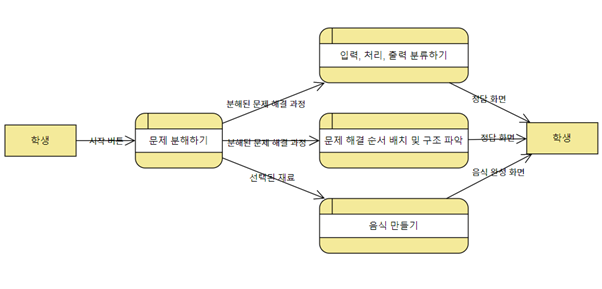 입력, 처리, 출력 분류하기
분해된 문제 해결 과정
정답 화면
학생
시작 버튼
문제 분해하기
분해된 문제 해결 과정
문제 해결 순서 배치 및 구조 파악
정답 화면
학생
선택된 재료
음식 완성 화면
음식 만들기